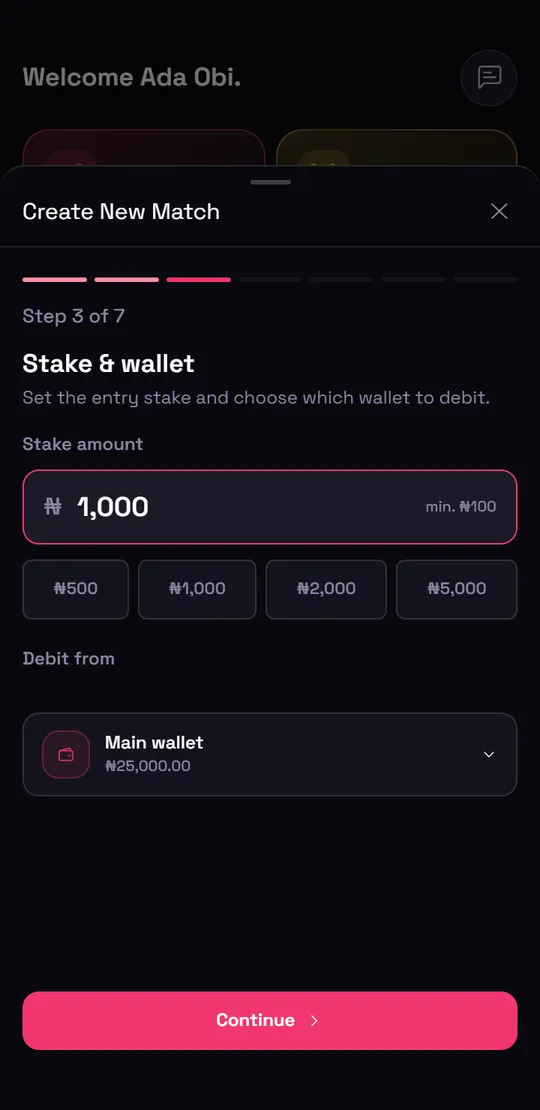 Welcome Ada Obi.
Create New Match
Step 3 of 7
Stake & wallet
Set the entry stake and choose which wallet to debit.
Stake amount
₦ 1,000 min. ₦100
₦500 ₦1,000 ₦2,000 ₦5,000
Debit from
Main wallet
₦25,000.00
Continue